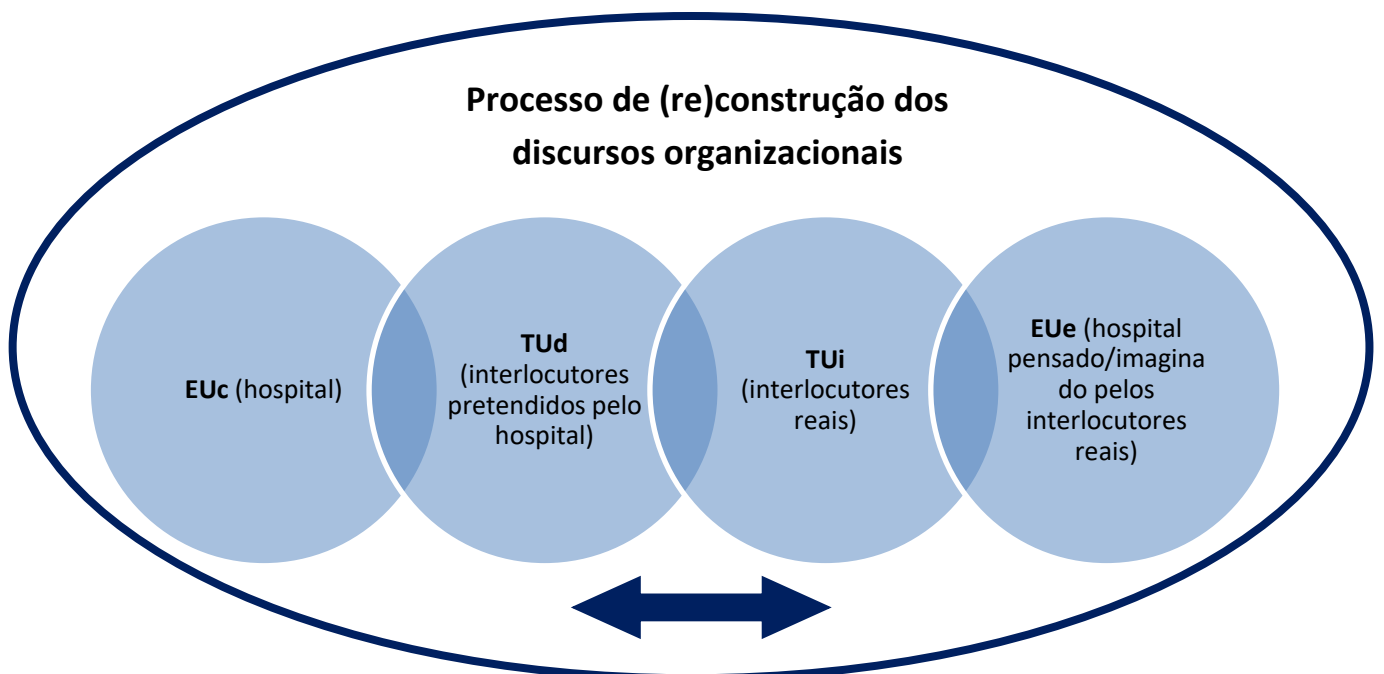 Processo de (re)construção dos
discursos organizacionais
EUc (hospital)
TUd
(interlocutores
pretendidos pelo
hospital)
TUi
(interlocutores
reais)
EUe (hospital
pensado/imagina
do pelos
interlocutores
reais)